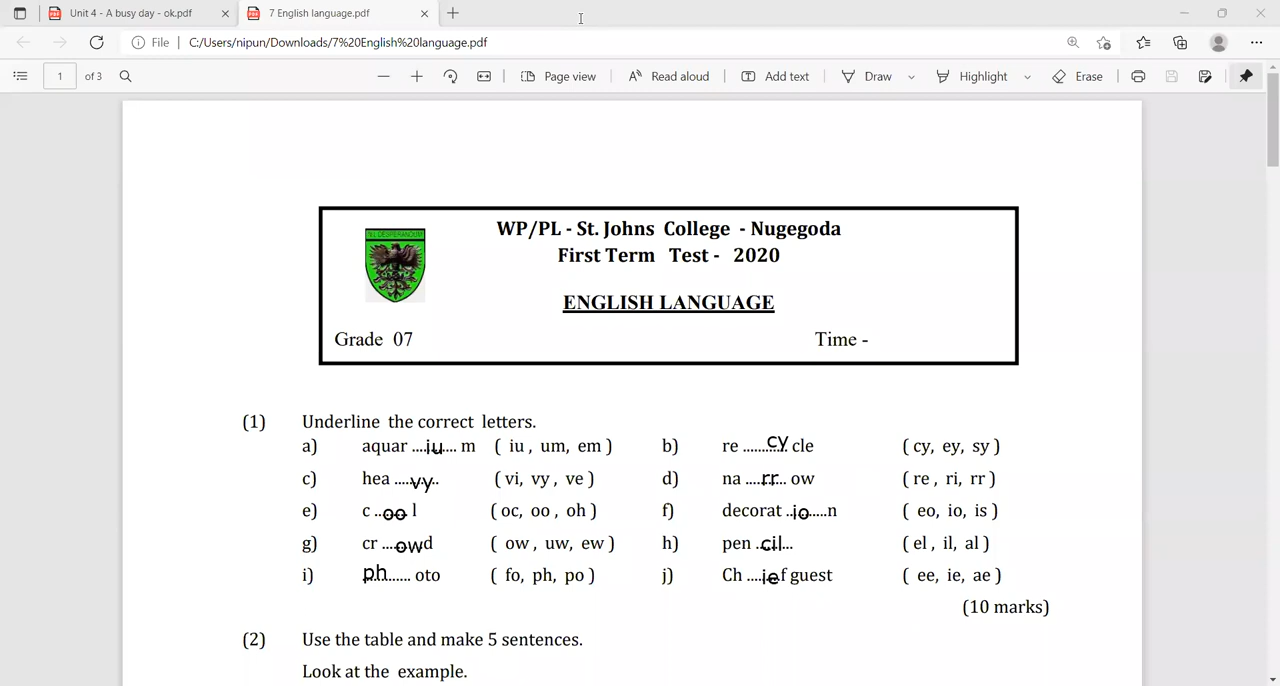 Unit 4 - A busy day - ok.pdf
7 English language.pdf
File C:/Users/nipun/Downloads/7%20English%20language.pdf
1 of 3 Page view Read aloud Add text Draw Highlight Erase
WP/PL - St. Johns College - Nugegoda
First Term Test - 2020
ENGLISH LANGUAGE
Grade 07 Time -
(1) Underline the correct letters.
a) aquar ....iu.... m ( iu , um, em ) b) re ..........cy cle ( cy, ey, sy )
c) hea ....vy.. ( vi, vy , ve ) d) na ....rr.. ow ( re , ri, rr )
e) c ..oo l ( oc, oo , oh ) f) decorat ..io.....n ( eo, io, is )
g) cr ....owd ( ow , uw, ew ) h) pen ..cil... ( el , il, al )
i) ph.......... oto ( fo, ph, po ) j) Ch ....ie.f guest ( ee, ie, ae )
(10 marks)
(2) Use the table and make 5 sentences.
Look at the example.